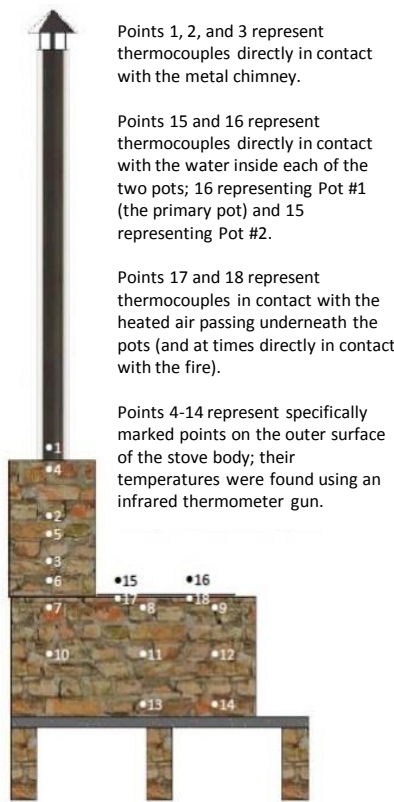 Points 1, 2, and 3 represent
thermocouples directly in contact
with the metal chimney.
Points 15 and 16 represent
thermocouples directly in contact
with the water inside each of the
two pots; 16 representing Pot #1
(the primary pot) and 15
representing Pot #2.
Points 17 and 18 represent
thermocouples in contact with the
heated air passing underneath the
pots (and at times directly in contact
with the fire).
Points 4-14 represent specifically
marked points on the outer surface
of the stove body; their
temperatures were found using an
infrared thermometer gun.
1
4
2
5
3
6
15
16
17
18
7
8
9
10
11
12
13
14